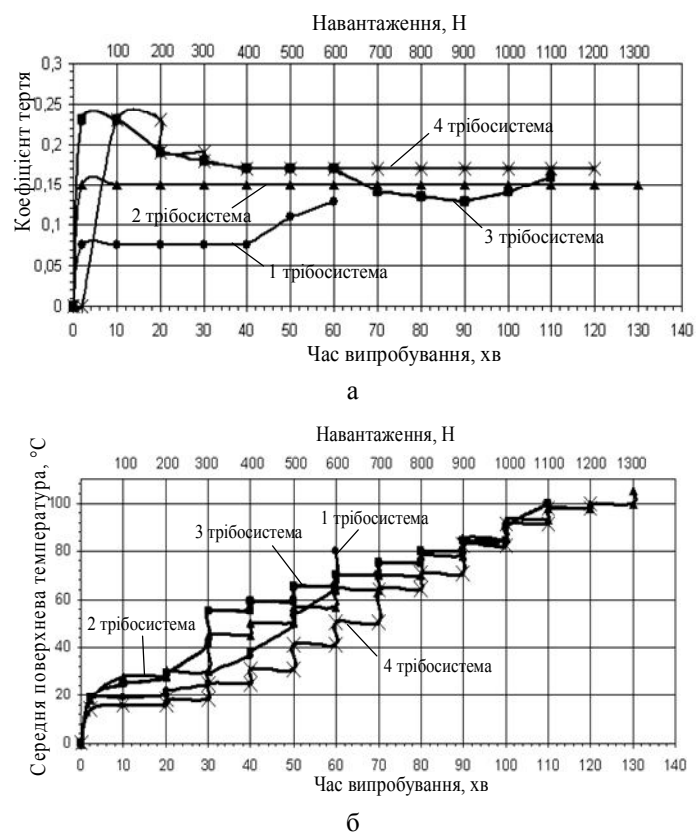 Навантаження, Н
100 200 300 400 500 600 700 800 900 1000 1100 1200 1300
Коефіцієнт тертя
0,3
0,25
0,2
0,15
0,1
0,05
0
4 трібосистема
2 трібосистема
3 трібосистема
1 трібосистема
0 10 20 30 40 50 60 70 80 90 100 110 120 130 140
Час випробування, хв
а
Навантаження, Н
100 200 300 400 500 600 700 800 900 1000 1100 1200 1300
Середня поверхнева температура, °С
100
80
60
40
20
0
1 трібосистема
3 трібосистема
2 трібосистема
4 трібосистема
0 10 20 30 40 50 60 70 80 90 100 110 120 130 140
Час випробування, хв
б